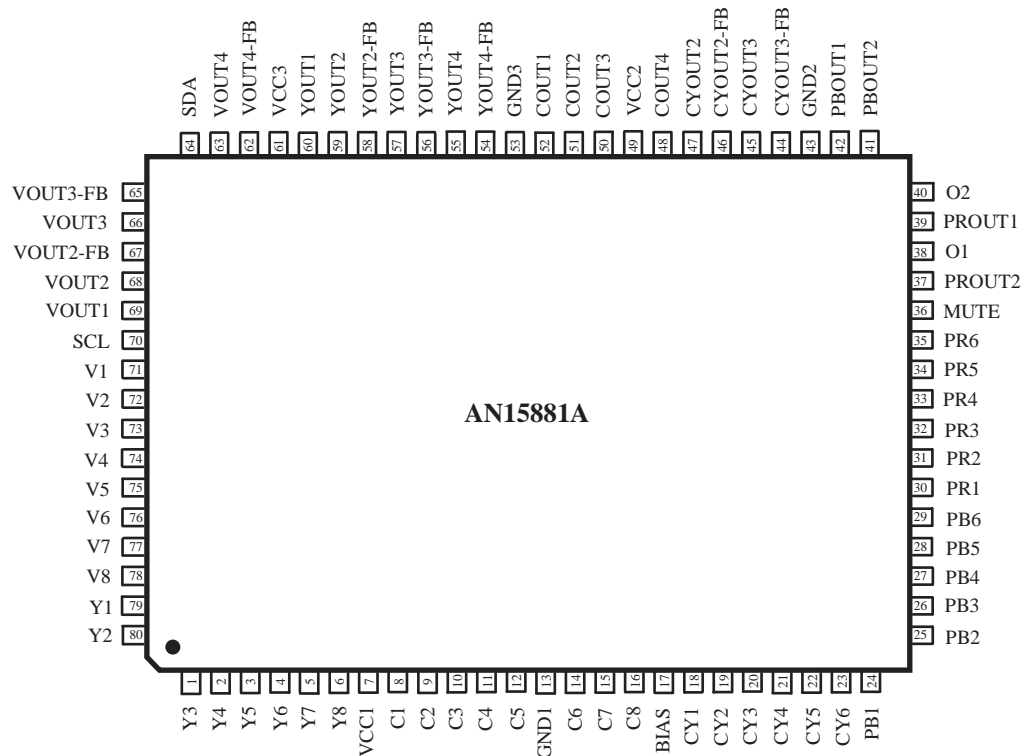 SDA
VOUT4
VOUT4-FB
VCC3
YOUT1
YOUT2
YOUT2-FB
YOUT3
YOUT3-FB
YOUT4
YOUT4-FB
GND3
COUT1
COUT2
COUT3
VCC2
COUT4
CYOUT2
CYOUT2-FB
CYOUT3
CYOUT3-FB
GND2
PBOUT1
PBOUT2
64
63
62
61
60
59
58
57
56
55
54
53
52
51
50
49
48
47
46
45
44
43
42
41
VOUT3-FB 65
VOUT3 66
VOUT2-FB 67
VOUT2 68
VOUT1 69
SCL 70
V1 71
V2 72
V3 73
V4 74
V5 75
V6 76
V7 77
V8 78
Y1 79
Y2 80
AN15881A
40 O2
39 PROUT1
38 O1
37 PROUT2
36 MUTE
35 PR6
34 PR5
33 PR4
32 PR3
31 PR2
30 PR1
29 PB6
28 PB5
27 PB4
26 PB3
25 PB2
1
2
3
4
5
6
7
8
9
10
11
12
13
14
15
16
17
18
19
20
21
22
23
24
Y3
Y4
Y5
Y6
Y7
Y8
VCC1
C1
C2
C3
C4
C5
GND1
C6
C7
C8
BIAS
CY1
CY2
CY3
CY4
CY5
CY6
PB1